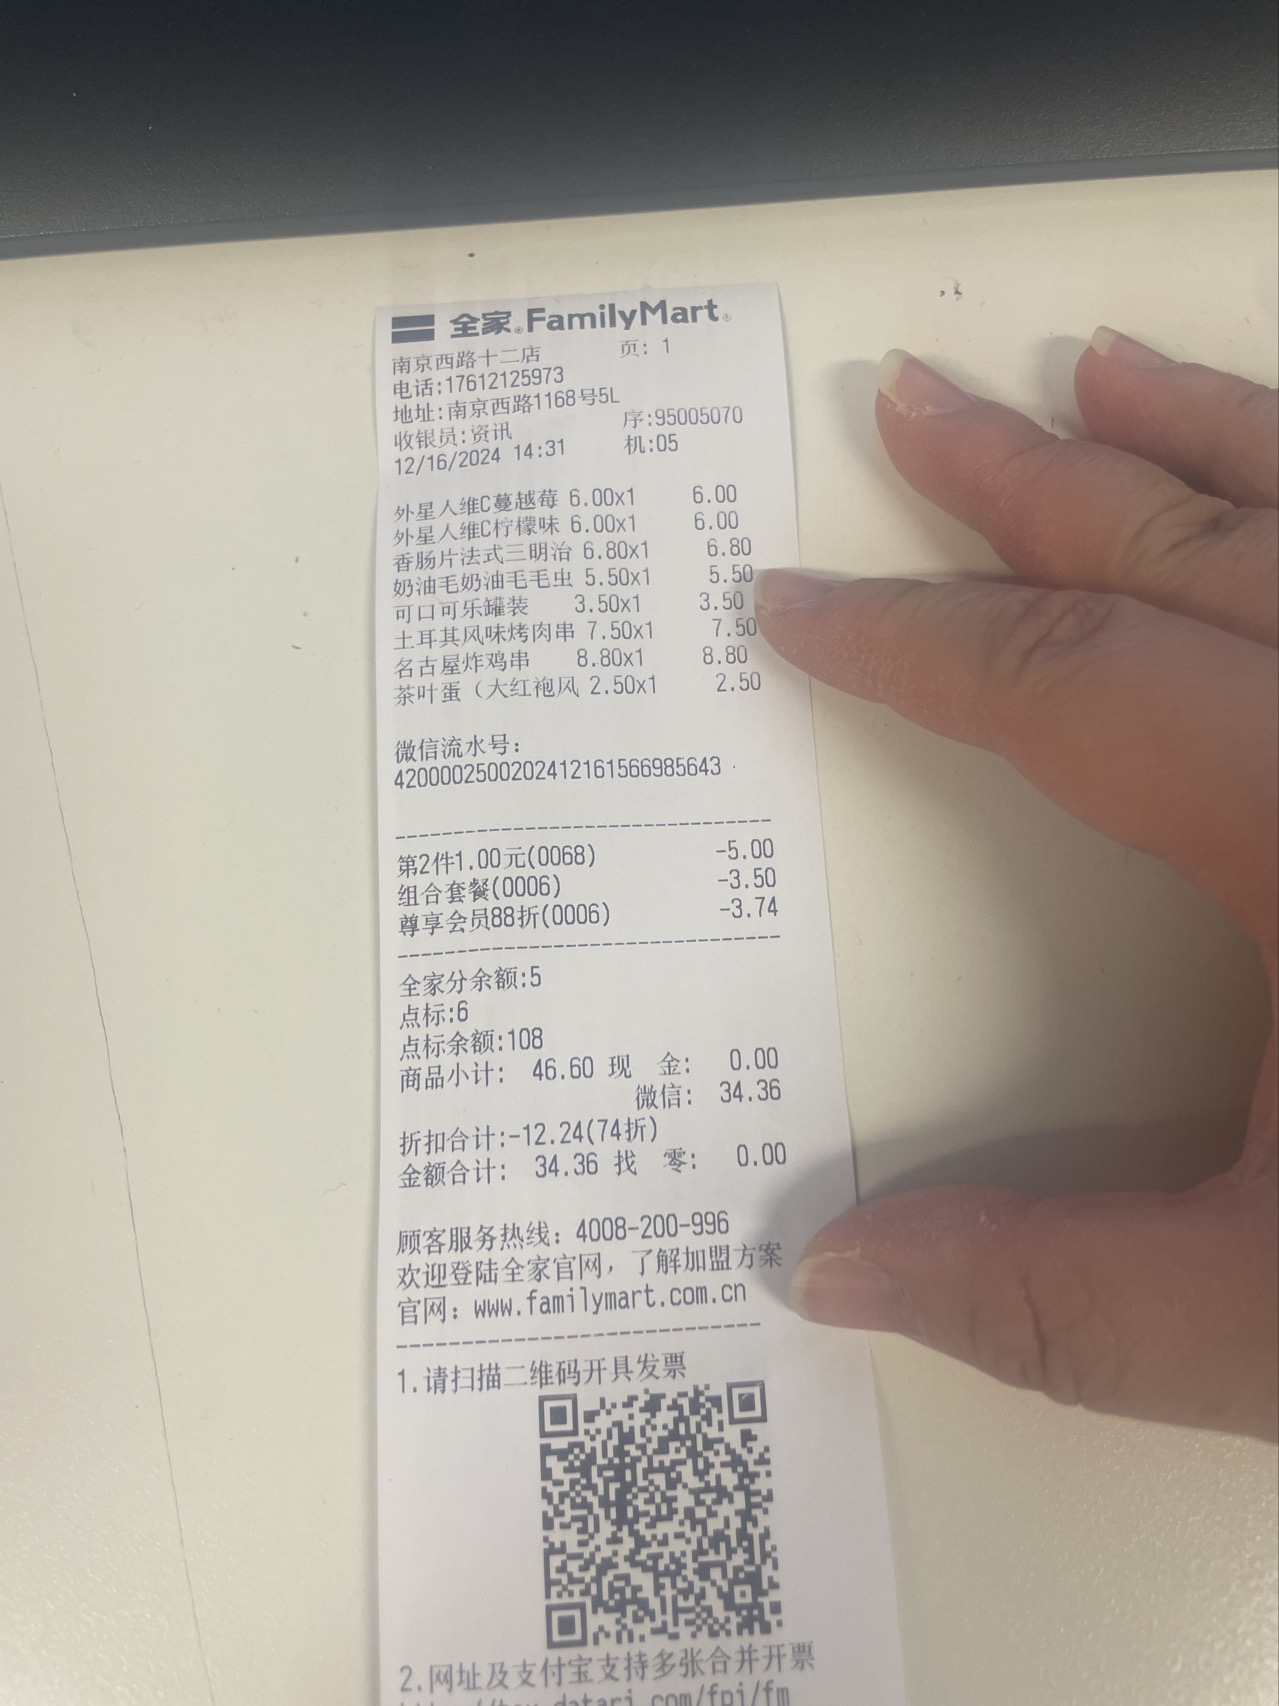 全家 FamilyMart
南京西路十二店 页: 1
电话:17612125973
地址:南京西路1168号5L
收银员:资讯 序:95005070
12/16/2024 14:31 机:05
外星人维C蔓越莓 6.00x1 6.00
外星人维C柠檬味 6.00x1 6.00
香肠片法式三明治 6.80x1 6.80
奶油毛奶油毛毛虫 5.50x1 5.50
可口可乐罐装 3.50x1 3.50
土耳其风味烤肉串 7.50x1 7.50
名古屋炸鸡串 8.80x1 8.80
茶叶蛋（大红袍风 2.50x1 2.50
微信流水号:
4200002500202412161566985643
第2件1.00元(0068) -5.00
组合套餐(0006) -3.50
尊享会员88折(0006) -3.74
全家分余额:5
点标:6
点标余额:108
商品小计: 46.60 现 金: 0.00
微信: 34.36
折扣合计:-12.24(74折)
金额合计: 34.36 找 零: 0.00
顾客服务热线: 4008-200-996
欢迎登陆全家官网，了解加盟方案
官网: www.familymart.com.cn
1.请扫描二维码开具发票
2.网址及支付宝支持多张合并开票